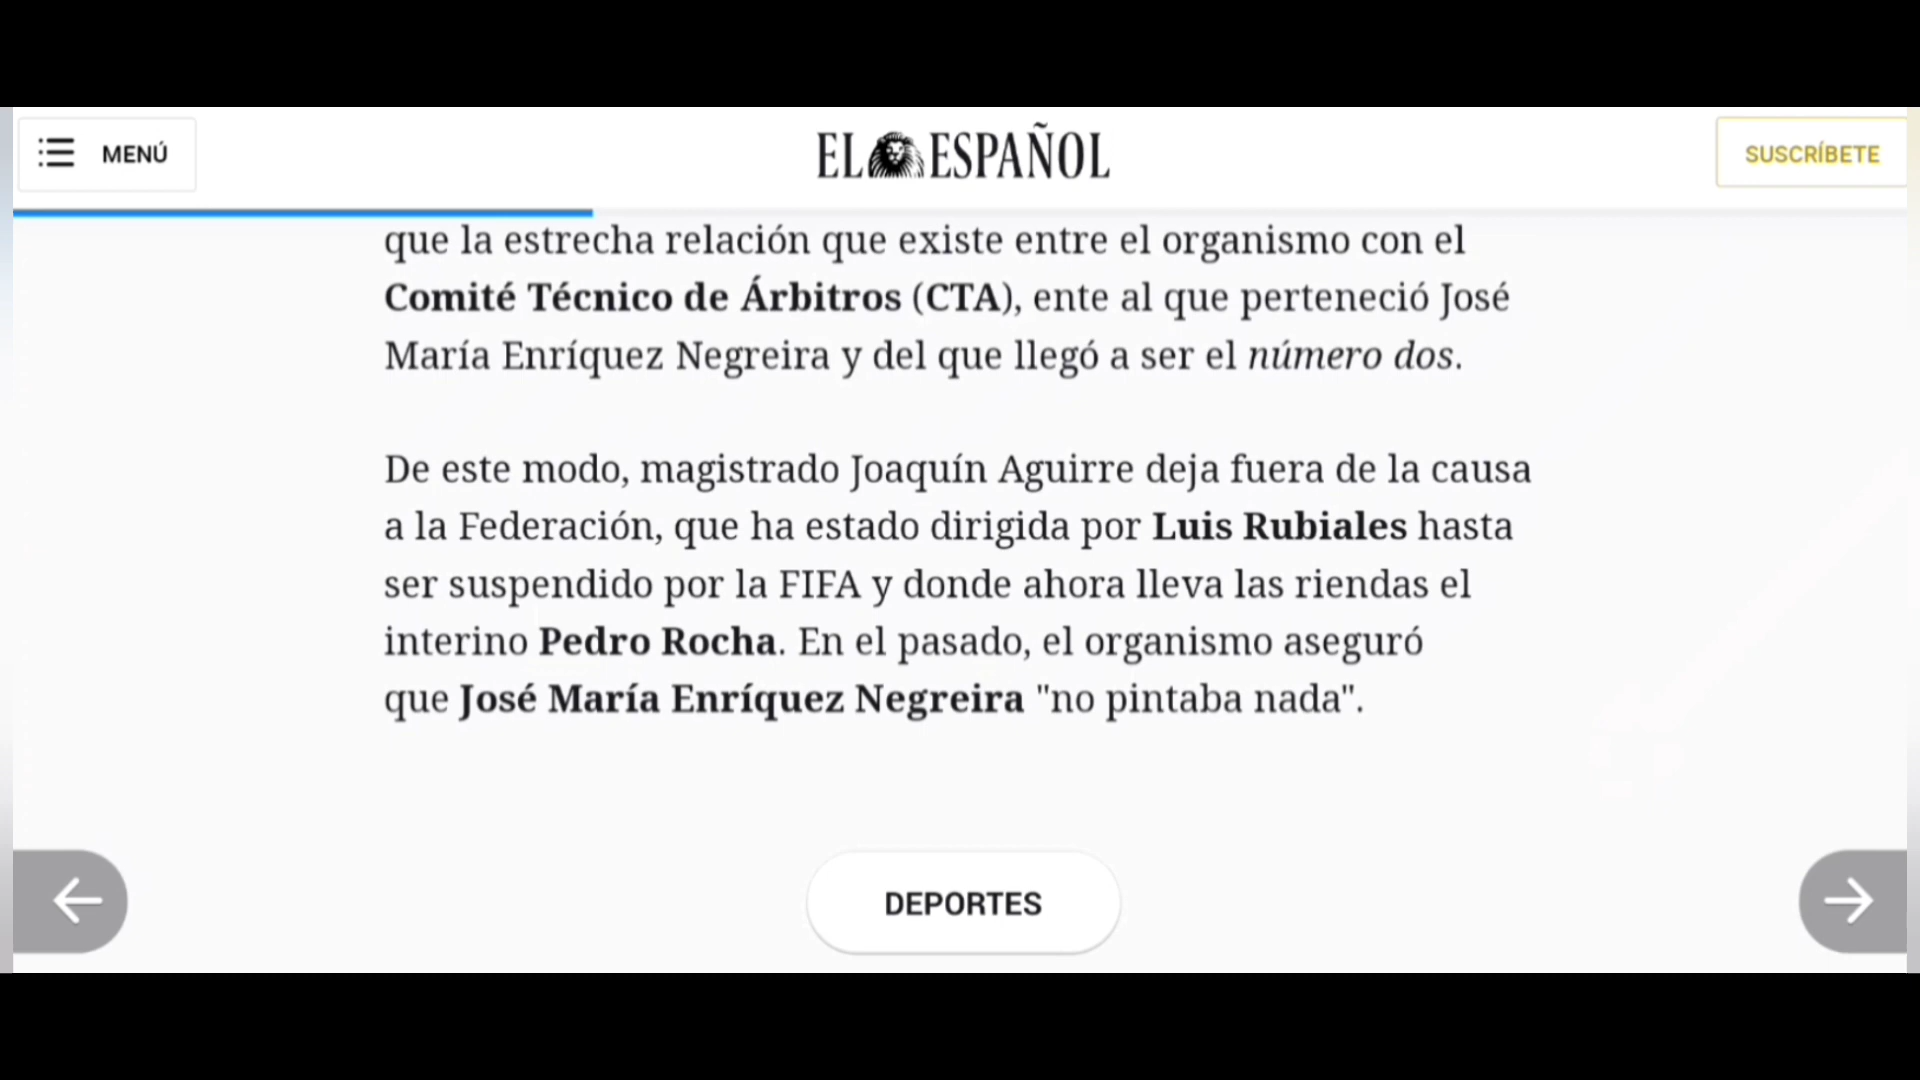 MENÚ
EL ESPAÑOL
SUSCRÍBETE
que la estrecha relación que existe entre el organismo con el
Comité Técnico de Árbitros (CTA), ente al que perteneció José
María Enríquez Negreira y del que llegó a ser el número dos.
De este modo, magistrado Joaquín Aguirre deja fuera de la causa
a la Federación, que ha estado dirigida por Luis Rubiales hasta
ser suspendido por la FIFA y donde ahora lleva las riendas el
interino Pedro Rocha. En el pasado, el organismo aseguró
que José María Enríquez Negreira "no pintaba nada".
DEPORTES